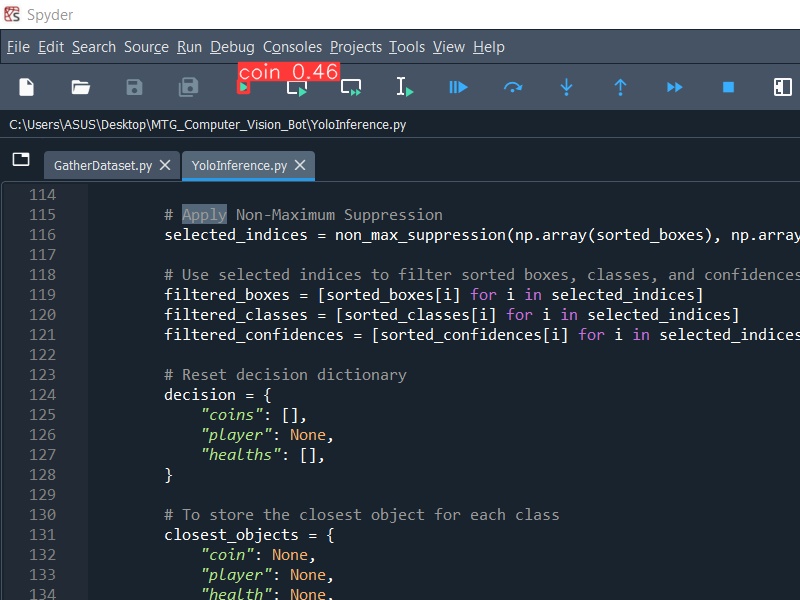 Spyder
File Edit Search Source Run Debug Consoles Projects Tools View Help
coin 0.46
C:\Users\ASUS\Desktop\MTG_Computer_Vision_Bot\YoloInference.py
GatherDataset.py YoloInference.py
114
115 # Apply Non-Maximum Suppression
116 selected_indices = non_max_suppression(np.array(sorted_boxes), np.array
117
118 # Use selected indices to filter sorted boxes, classes, and confidences
119 filtered_boxes = [sorted_boxes[i] for i in selected_indices]
120 filtered_classes = [sorted_classes[i] for i in selected_indices]
121 filtered_confidences = [sorted_confidences[i] for i in selected_indices
122
123 # Reset decision dictionary
124 decision = {
125 "coins": [],
126 "player": None,
127 "healths": [],
128 }
129
130 # To store the closest object for each class
131 closest_objects = {
132 "coin": None,
133 "player": None,
134 "health": None,